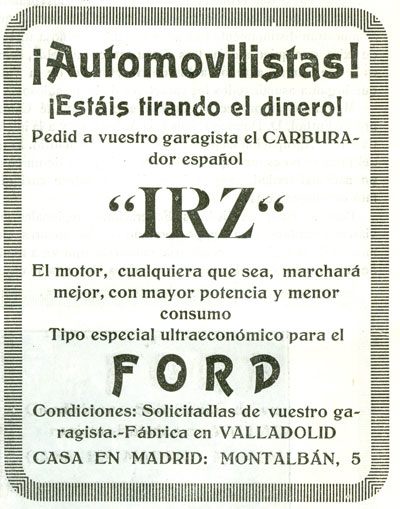 ¡Automovilistas!
¡Estáis tirando el dinero!
Pedid a vuestro garagista el CARBURA-
dor español
“IRZ“
El motor, cualquiera que sea, marchará
mejor, con mayor potencia y menor
consumo
Tipo especial ultraeconómico para el
FORD
Condiciones: Solicitadlas de vuestro ga-
ragista.-Fábrica en VALLADOLID
CASA EN MADRID: MONTALBÁN, 5